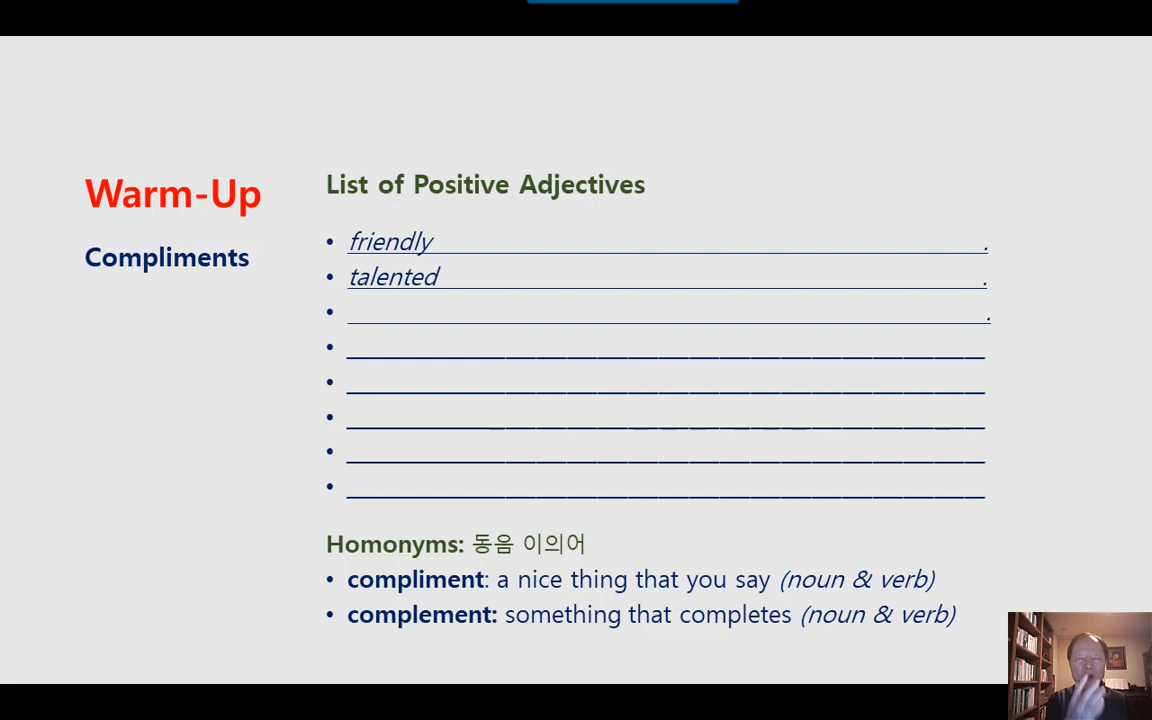 Warm-Up
Compliments
List of Positive Adjectives
• friendly .
• talented .
• .
•
•
•
•
•
Homonyms: 동음 이의어
• compliment: a nice thing that you say (noun & verb)
• complement: something that completes (noun & verb)